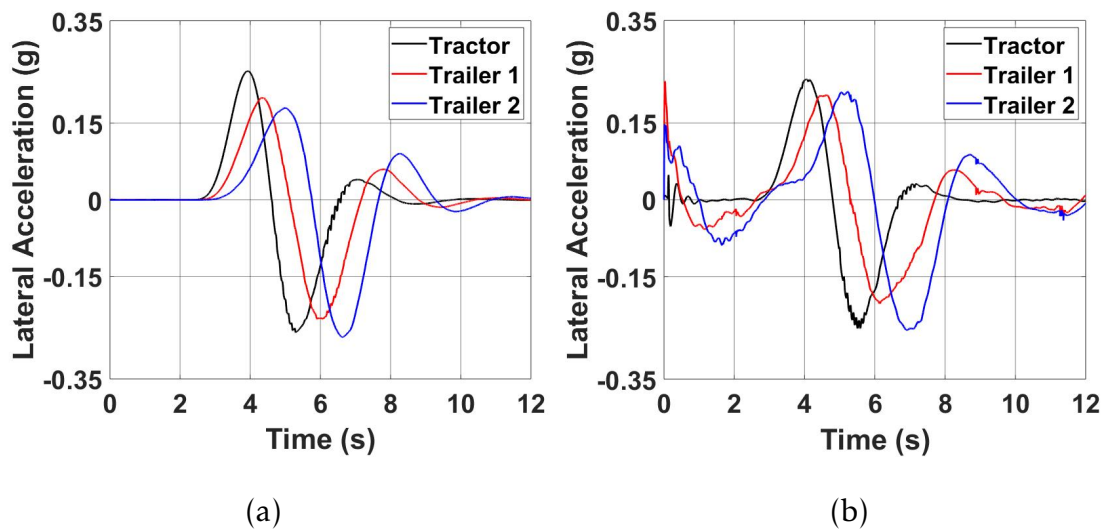 Lateral Acceleration (g)
0.35
0.15
0
-0.15
-0.35
Tractor
Trailer 1
Trailer 2
0 2 4 6 8 10 12
Time (s)
(a)
Lateral Acceleration (g)
0.35
0.15
0
-0.15
-0.35
Tractor
Trailer 1
Trailer 2
0 2 4 6 8 10 12
Time (s)
(b)